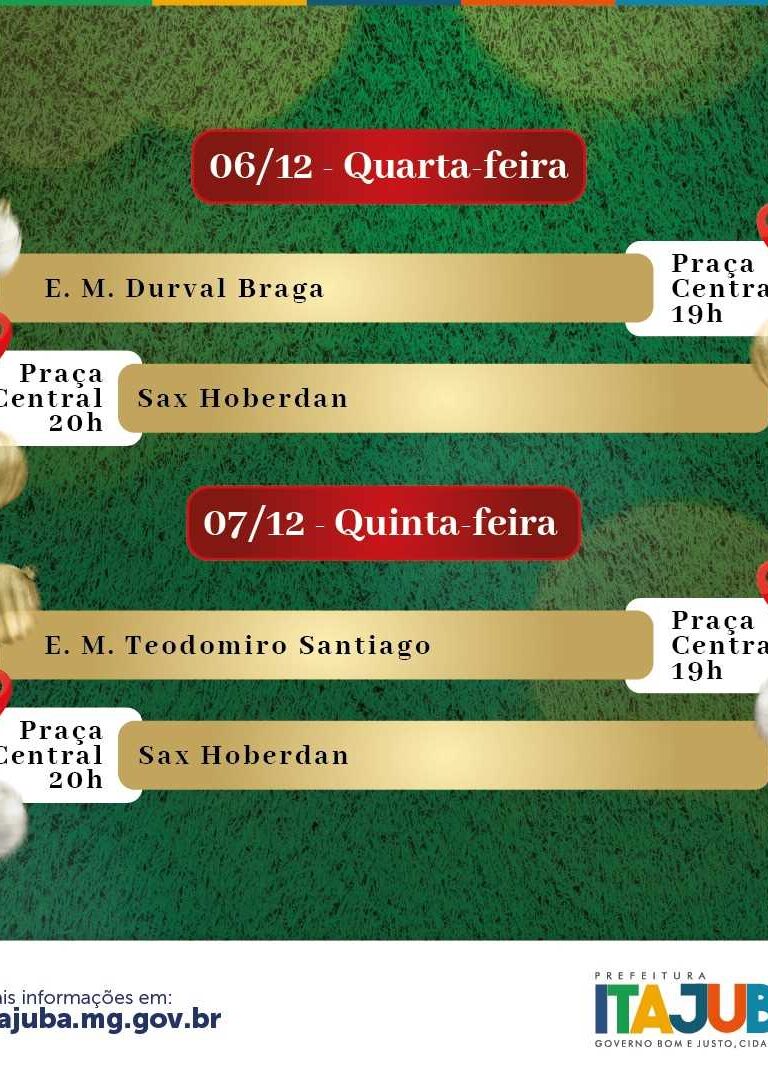 06/12 - Quarta-feira
E. M. Durval Braga
Praça
Centra
19h
Praça
Central
20h
Sax Hoberdan
07/12 - Quinta-feira
E. M. Teodomiro Santiago
Praça
Centra
19h
Praça
Central
20h
Sax Hoberdan
ais informações em:
ajuba.mg.gov.br
PREFEITURA
ITAJUB
GOVERNO BOM E JUSTO, CIDA